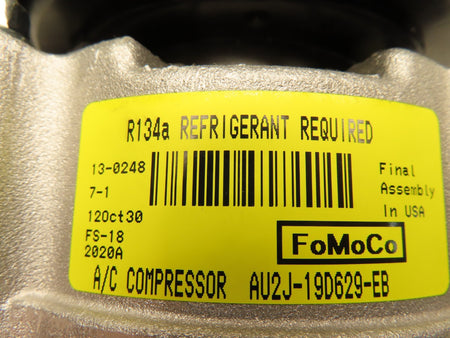 R134a REFRIGERANT REQUIRED
13-0248
7-1
12Oct30
FS-18
2020A
Final
Assembly
In USA
FoMoCo
A/C COMPRESSOR AU2J-19D629-EB